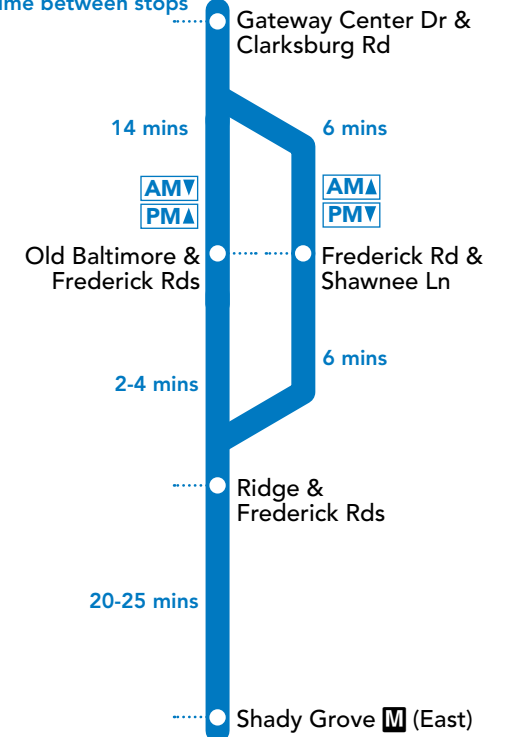 time between stops
Gateway Center Dr &
Clarksburg Rd
14 mins
6 mins
AM▼
PM▲
AM▲
PM▼
Old Baltimore &
Frederick Rds
Frederick Rd &
Shawnee Ln
6 mins
2-4 mins
Ridge &
Frederick Rds
20-25 mins
Shady Grove M (East)